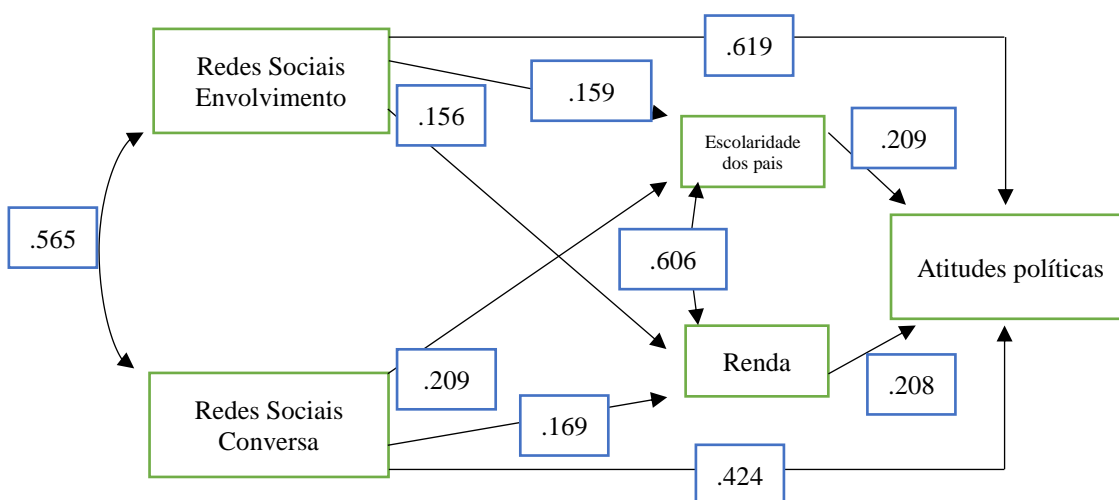 .619
Redes Sociais
Envolvimento
.159
.156
Escolaridade
dos pais
.209
.565
.606
Atitudes políticas
Renda
.209
.208
Redes Sociais
Conversa
.169
.424